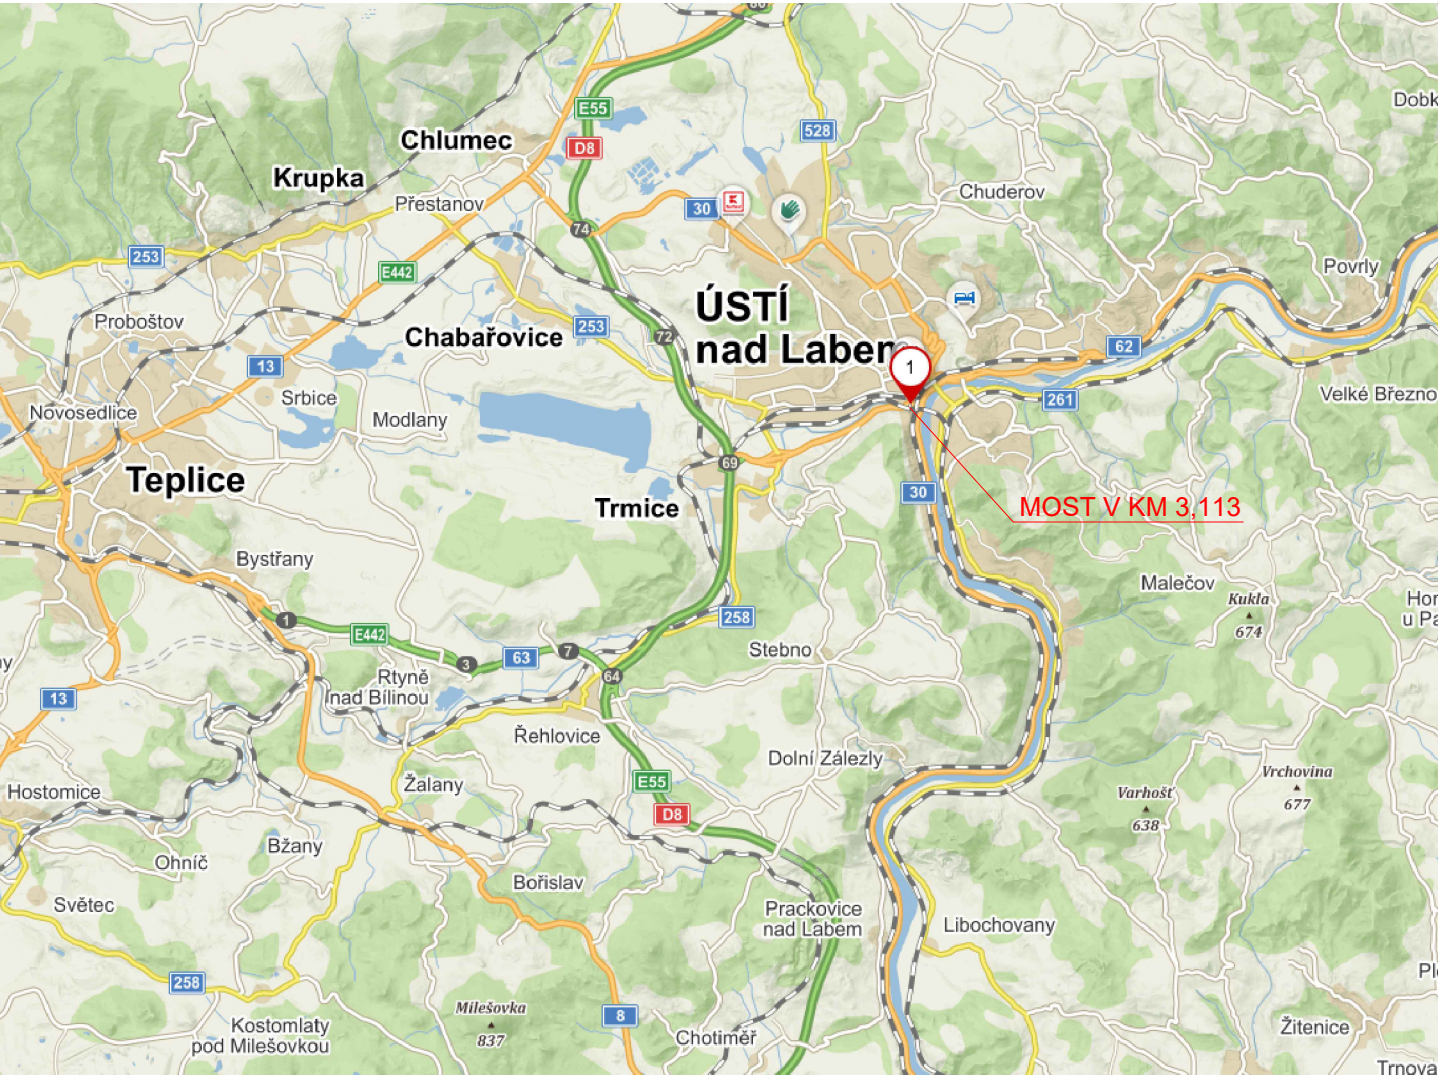 80
Dobk
E55
528
Chlumec
D8
Krupka
Chuderov
Přestanov
30
74
253
Povrly
E442
ÚSTÍ
nad Labem
Proboštov
253
72
Chabařovice
62
13
1
Srbice
Velké Březno
261
Novosedlice
Modlany
69
Teplice
30
Trmice
MOST V KM 3,113
Bystřany
Malečov
Kukla
674
Hor
u Pa
1
258
E442
Stebno
7
63
3
y
Rtyně
nad Bílinou
64
13
Řehlovice
Dolní Zálezly
Vrchovina
677
E55
Žalany
Hostomice
Varhošť
638
D8
Bžany
Ohníč
Bořislav
Světec
Prackovice
nad Labem
Libochovany
Pl
258
Milešovka
837
8
Kostomlaty
pod Milešovkou
Chotiměř
Žitenice
Trnova